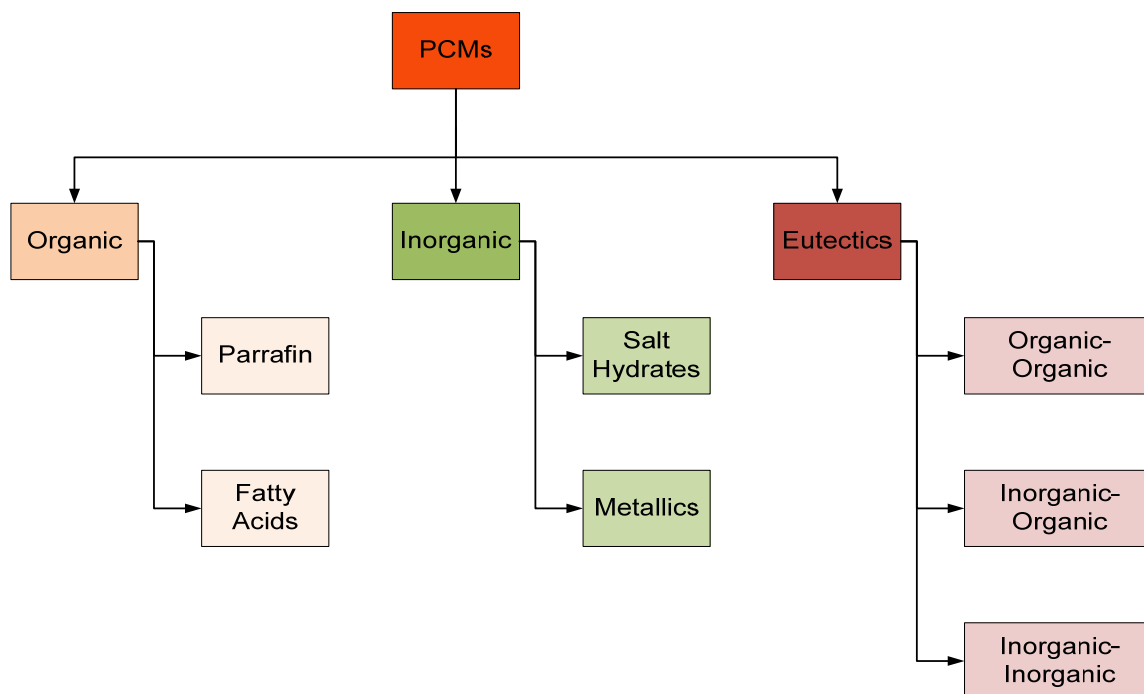 PCMs
Organic
Inorganic
Eutectics
Parrafin
Salt
Hydrates
Organic-
Organic
Fatty
Acids
Metallics
Inorganic-
Organic
Inorganic-
Inorganic